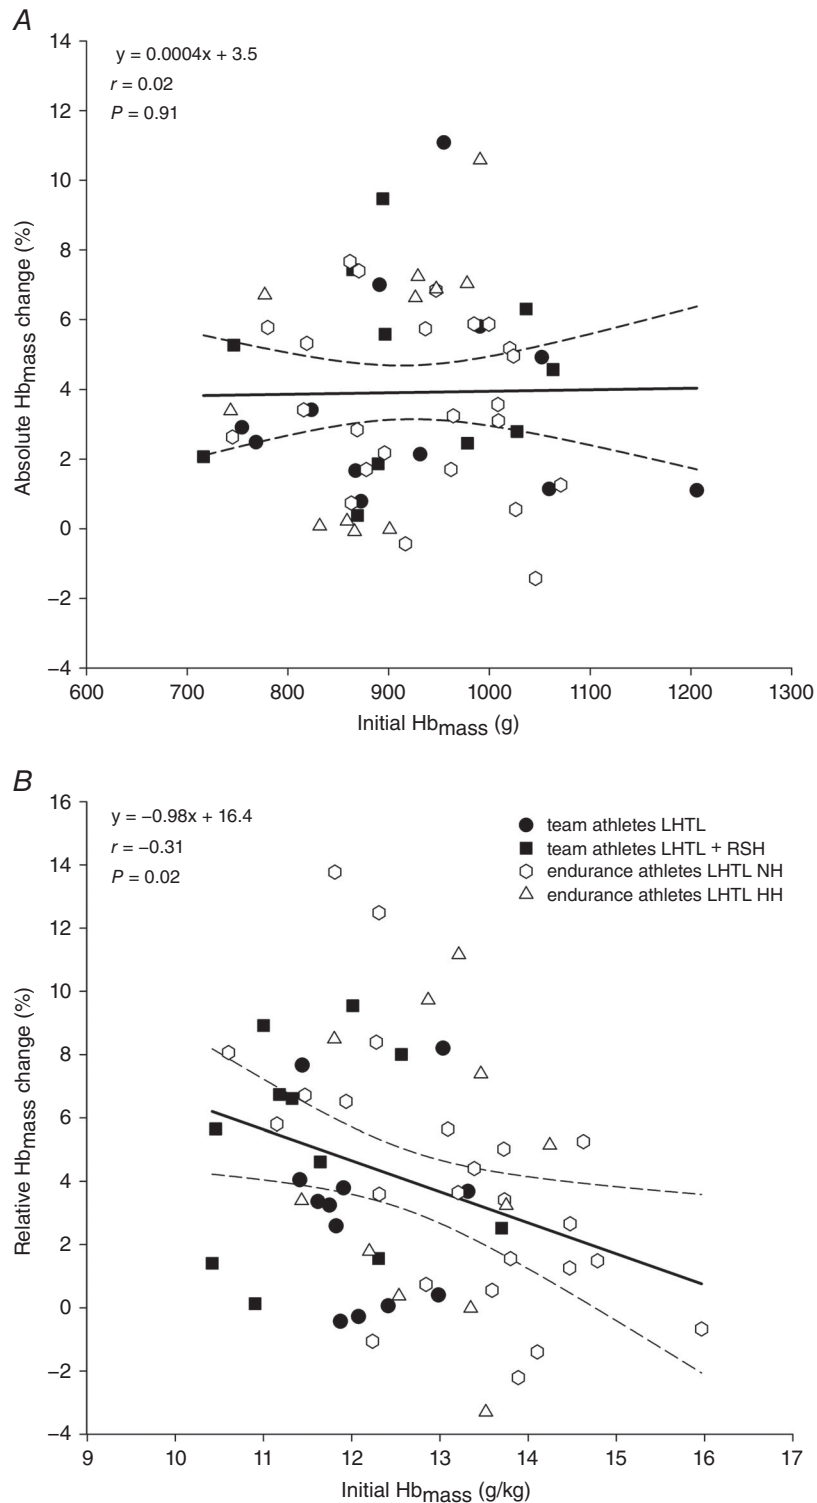 A
y = 0.0004x + 3.5
r = 0.02
P = 0.91
14
12
10
8
6
4
2
0
−2
−4
Absolute Hbmass change (%)
600 700 800 900 1000 1100 1200 1300
Initial Hbmass (g)
B
y = −0.98x + 16.4
r = −0.31
P = 0.02
team athletes LHTL
team athletes LHTL + RSH
endurance athletes LHTL NH
endurance athletes LHTL HH
16
14
12
10
8
6
4
2
0
−2
−4
Relative Hbmass change (%)
9 10 11 12 13 14 15 16 17
Initial Hbmass (g/kg)